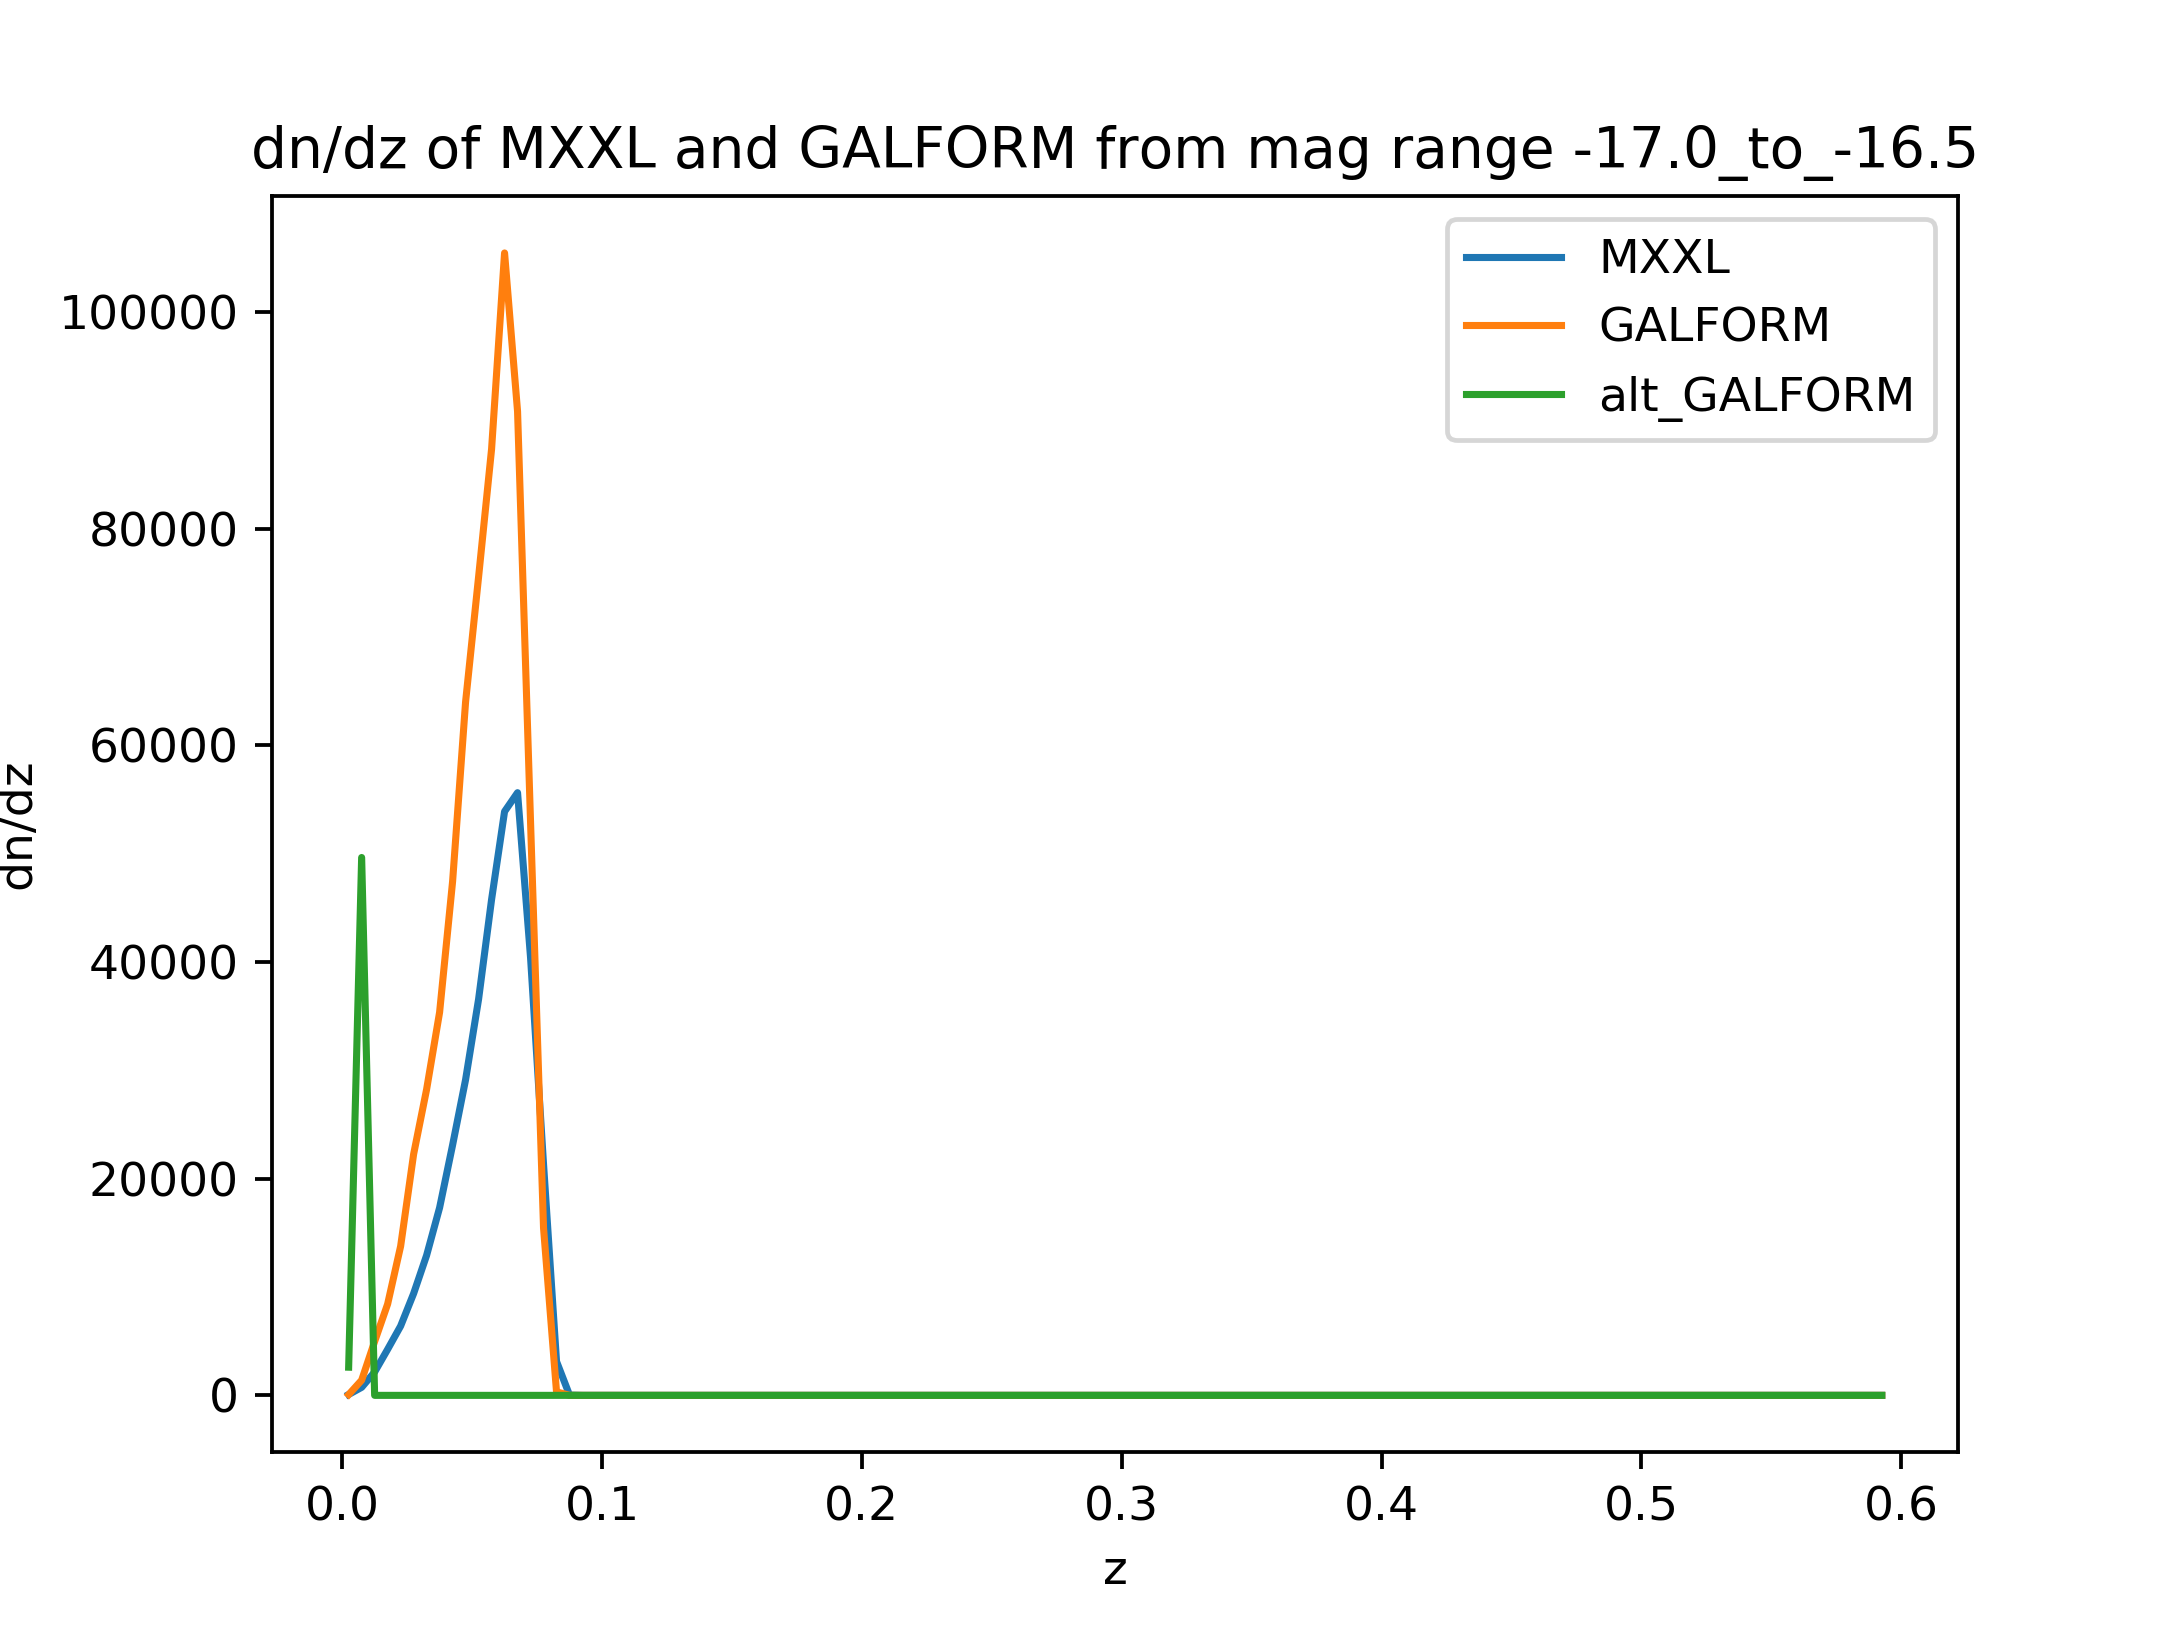 dn/dz of MXXL and GALFORM from mag range -17.0_to_-16.5
MXXL
GALFORM
alt_GALFORM
100000
80000
60000
40000
20000
0
dn/dz
0.0 0.1 0.2 0.3 0.4 0.5 0.6
z